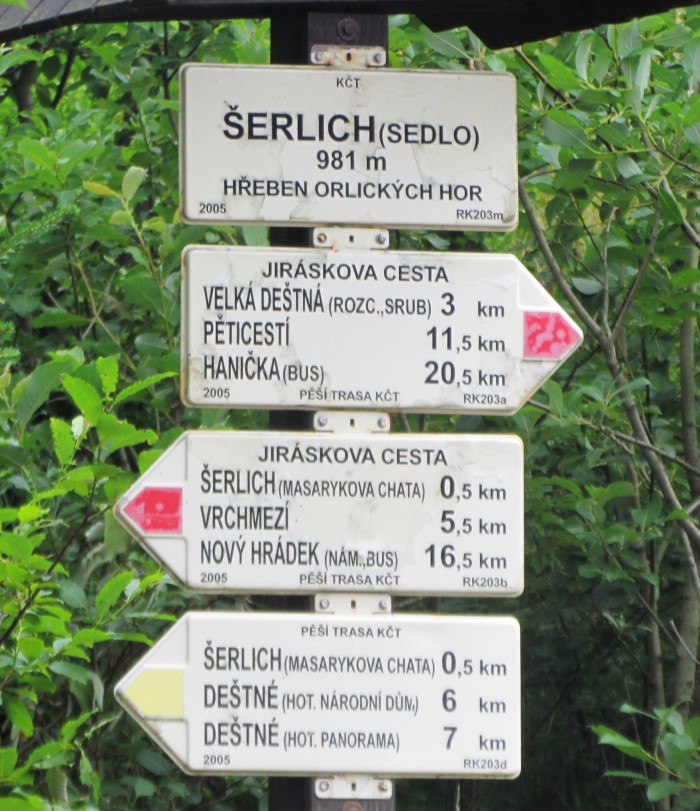 KČT
ŠERLICH (SEDLO)
981 m
HŘEBEN ORLICKÝCH HOR
2005 RK203m
JIRÁSKOVA CESTA
VELKÁ DEŠTNÁ (ROZC.,SRUB) 3 km
PĚTICESTÍ 11,5 km
HANIČKA (BUS) 20,5 km
2005 PĚŠÍ TRASA KČT RK203a
JIRÁSKOVA CESTA
ŠERLICH (MASARYKOVA CHATA) 0,5 km
VRCHMEZÍ 5,5 km
NOVÝ HRÁDEK (NÁM.,BUS) 16,5 km
2005 PĚŠÍ TRASA KČT RK203b
PĚŠÍ TRASA KČT
ŠERLICH (MASARYKOVA CHATA) 0,5 km
DEŠTNÉ (HOT. NÁRODNÍ DŮM) 6 km
DEŠTNÉ (HOT. PANORAMA) 7 km
2005 RK203d